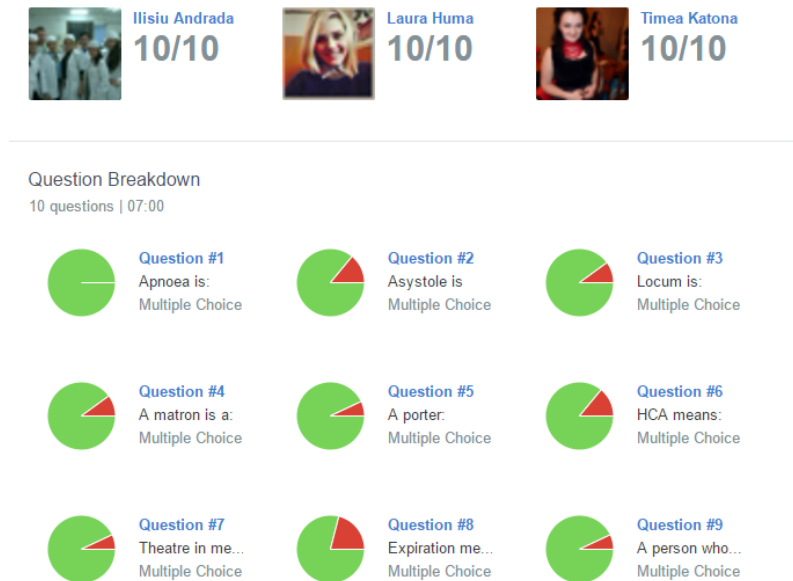 Ilisiu Andrada
10/10
Laura Huma
10/10
Timea Katona
10/10
Question Breakdown
10 questions | 07:00
Question #1
Apnoea is:
Multiple Choice
Question #2
Asystole is
Multiple Choice
Question #3
Locum is:
Multiple Choice
Question #4
A matron is a:
Multiple Choice
Question #5
A porter:
Multiple Choice
Question #6
HCA means:
Multiple Choice
Question #7
Theatre in me...
Multiple Choice
Question #8
Expiration me...
Multiple Choice
Question #9
A person who...
Multiple Choice